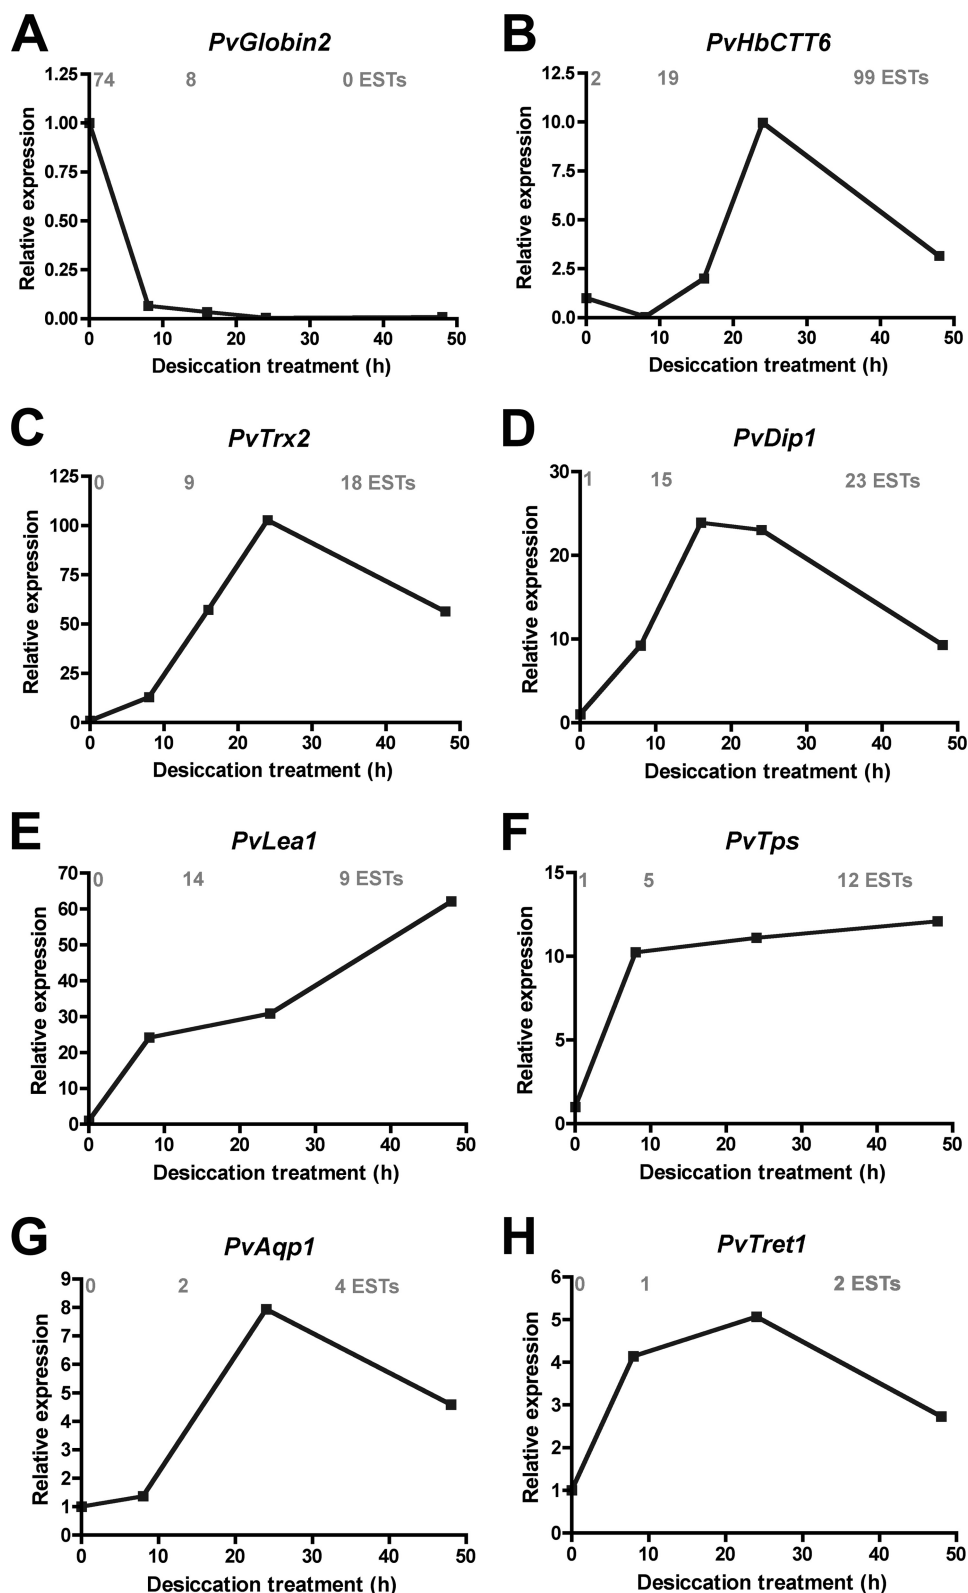 A
PvGlobin2
74 8 0 ESTs
1.25
1.00
0.75
0.50
0.25
0.00
Relative expression
0 10 20 30 40 50
Desiccation treatment (h)
B
PvHbCTT6
2 19 99 ESTs
12.5
10.0
7.5
5.0
2.5
0.0
Relative expression
0 10 20 30 40 50
Desiccation treatment (h)
C
PvTrx2
0 9 18 ESTs
125
100
75
50
25
0
Relative expression
0 10 20 30 40 50
Desiccation treatment (h)
D
PvDip1
1 15 23 ESTs
30
20
10
0
Relative expression
0 10 20 30 40 50
Desiccation treatment (h)
E
PvLea1
0 14 9 ESTs
70
60
50
40
30
20
10
0
Relative expression
0 10 20 30 40 50
Desiccation treatment (h)
F
PvTps
1 5 12 ESTs
15
10
5
0
Relative expression
0 10 20 30 40 50
Desiccation treatment (h)
G
PvAqp1
0 2 4 ESTs
9
8
7
6
5
4
3
2
1
0
Relative expression
0 10 20 30 40 50
Desiccation treatment (h)
H
PvTret1
0 1 2 ESTs
6
5
4
3
2
1
0
Relative expression
0 10 20 30 40 50
Desiccation treatment (h)